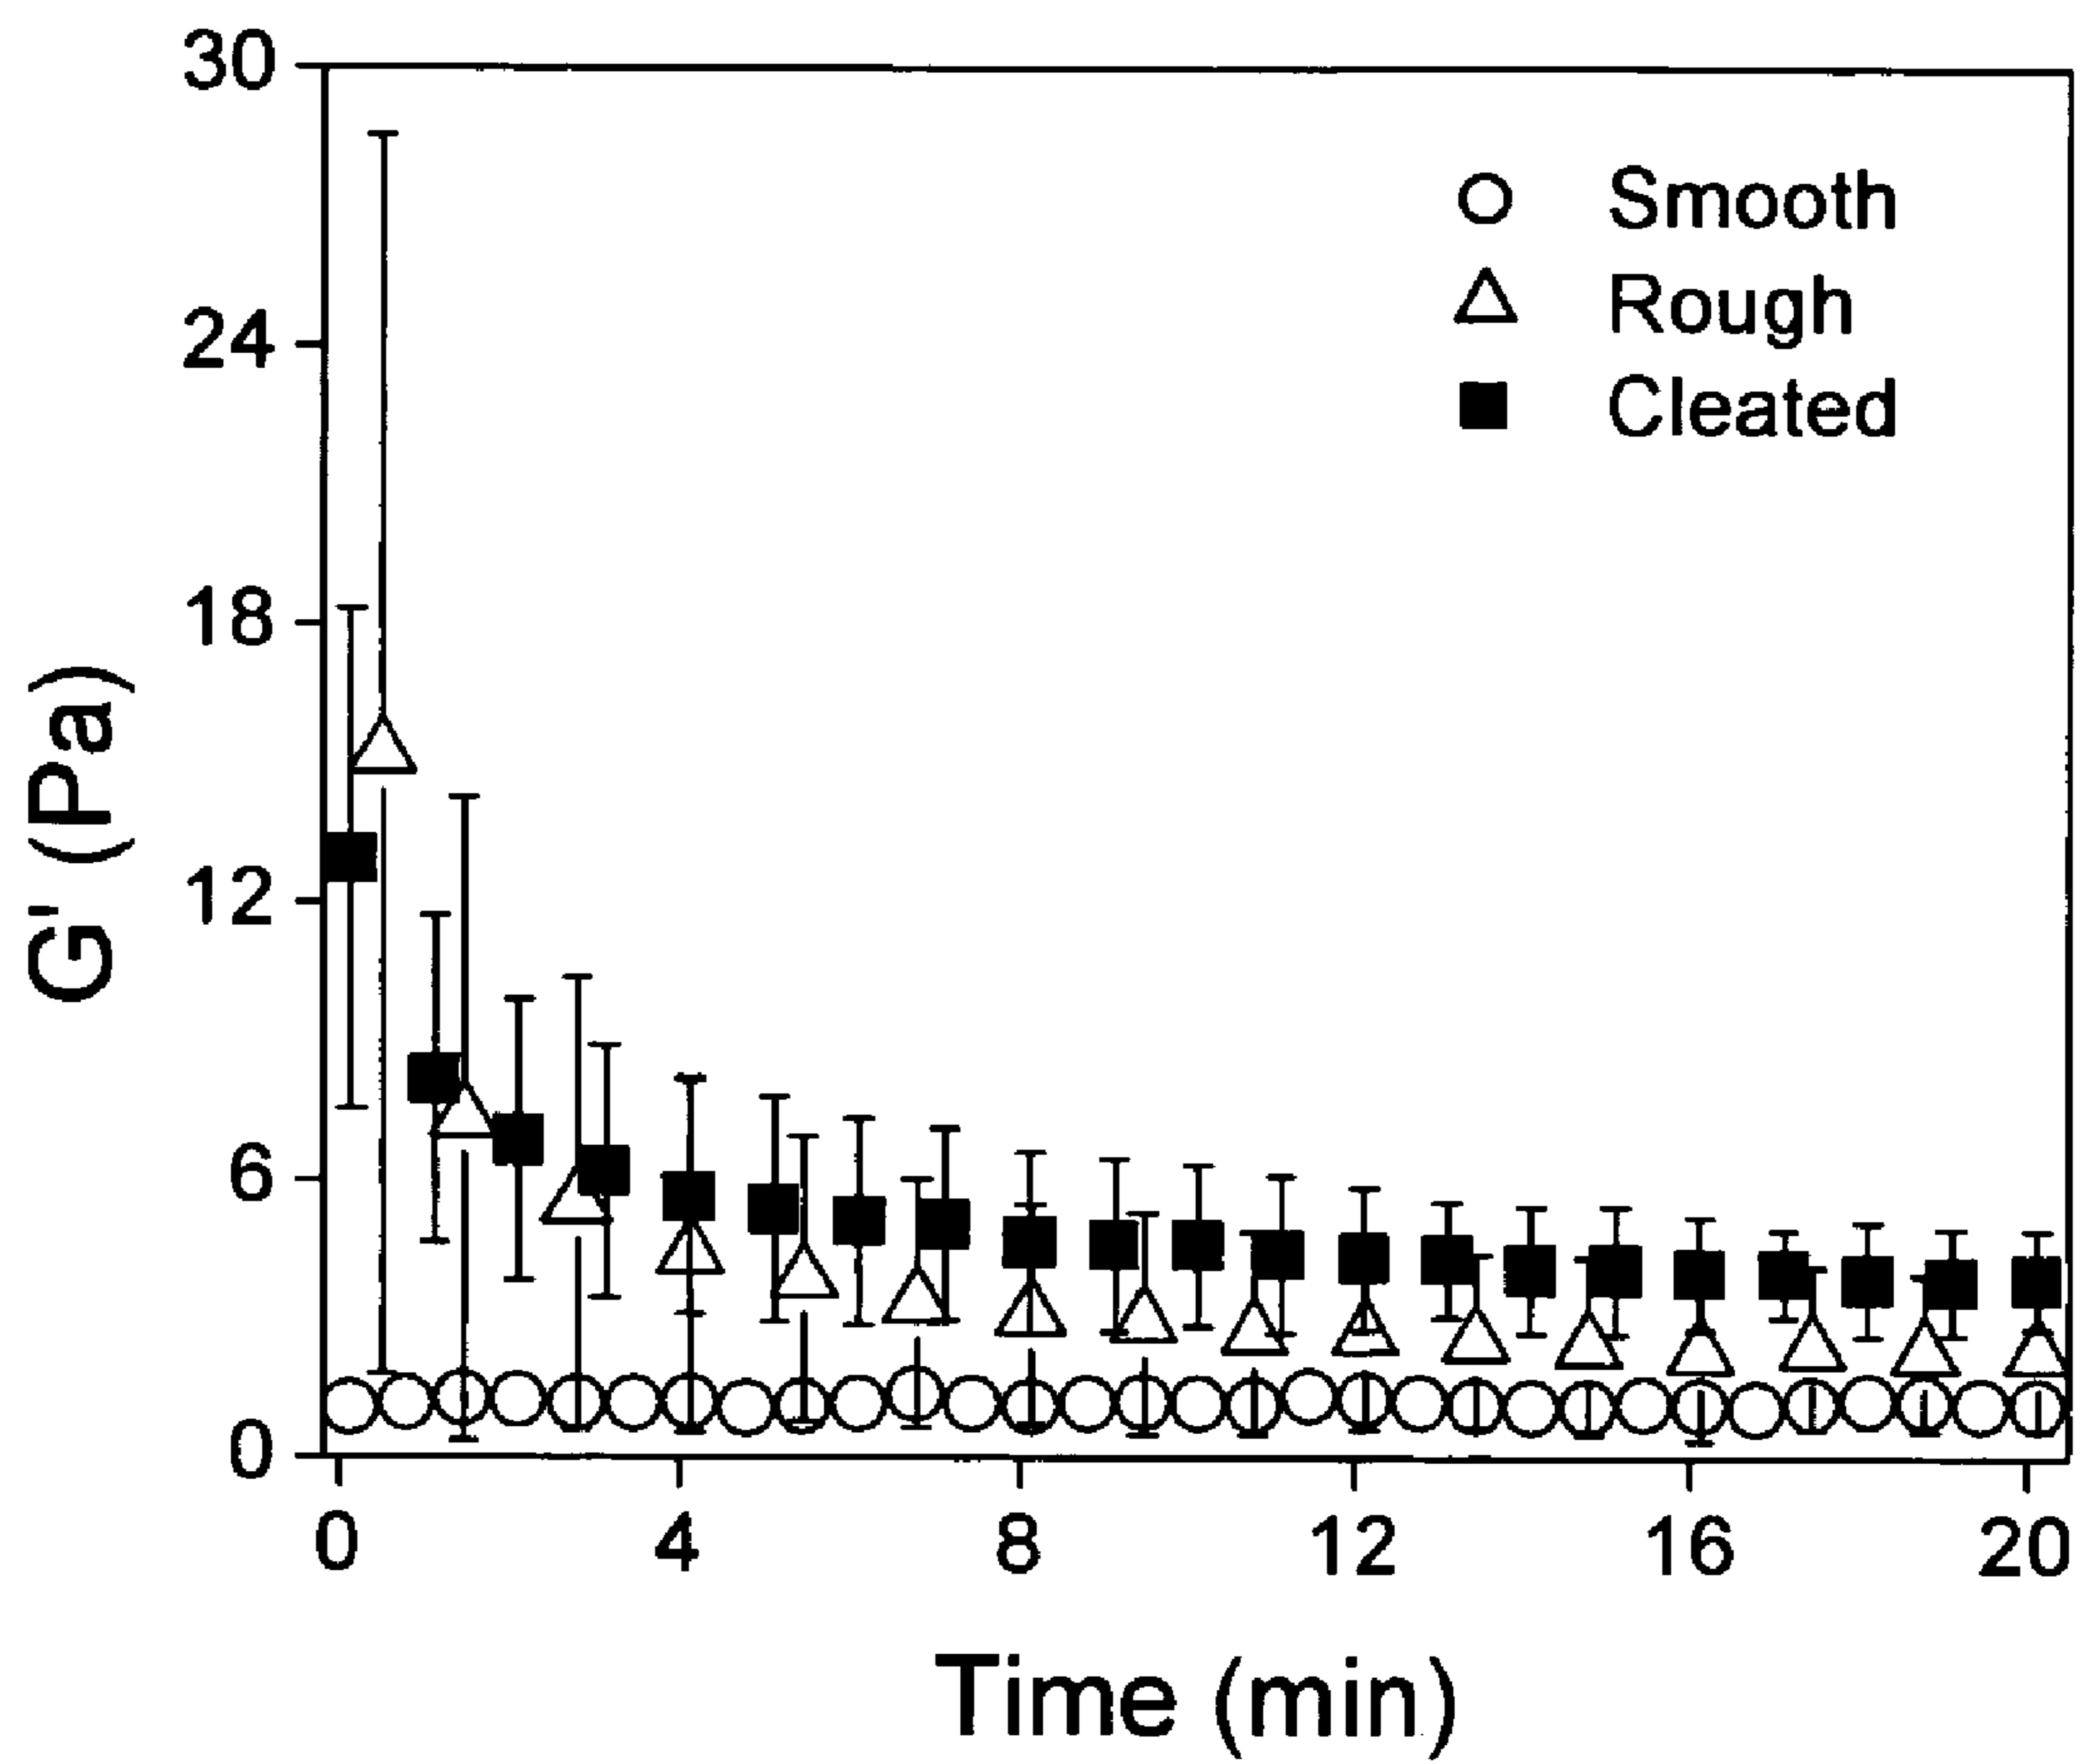 30
24
18
12
6
0
G' (Pa)
Smooth
Rough
Cleated
0 4 8 12 16 20
Time (min)